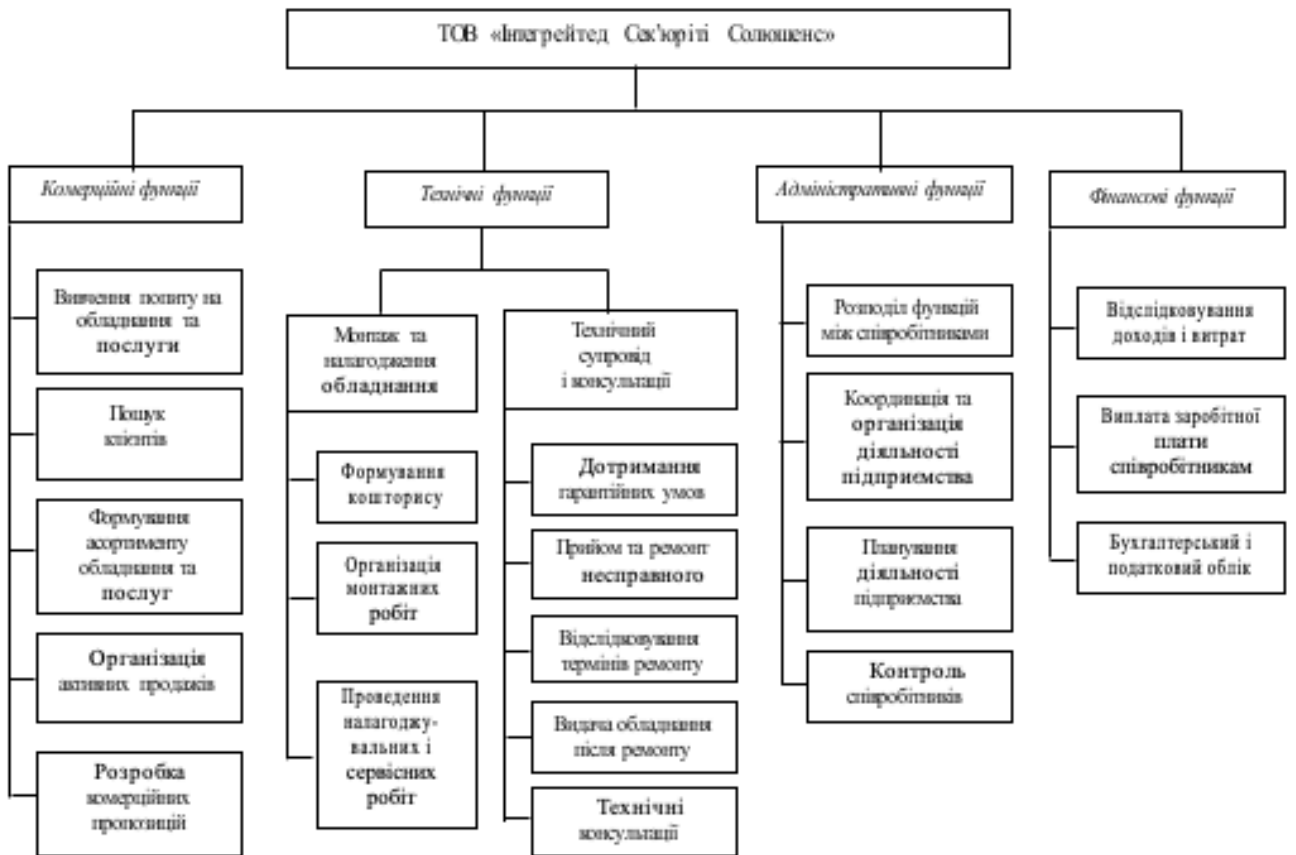 ТОВ «Інтегрейтед Сек'юріті Солюшенс»
Комерційні функції
Технічні функції
Адміністративні функції
Фінансові функції
Вивчення попиту на
обладнання та
послуги
Пошук
клієнтів
Формування
асортименту
обладнання та
послуг
Організація
активних продажів
Розробка
комерційних
пропозицій
Монтаж та
налагодження
обладнання
Формування
кошторису
Організація
монтажних
робіт
Проведення
налагоджу-
вальних і
сервісних
робіт
Технічний
супровід
і консультації
Дотримання
гарантійних умов
Прийом та ремонт
несправного
Відслідковування
термінів ремонту
Видача обладнання
після ремонту
Технічні
консультації
Розподіл функцій
між співробітниками
Координація та
організація
діяльності
підприємства
Планування
діяльності
підприємства
Контроль
співробітників
Відслідковування
доходів і витрат
Виплата заробітної
плати
співробітникам
Бухгалтерський і
податковий облік